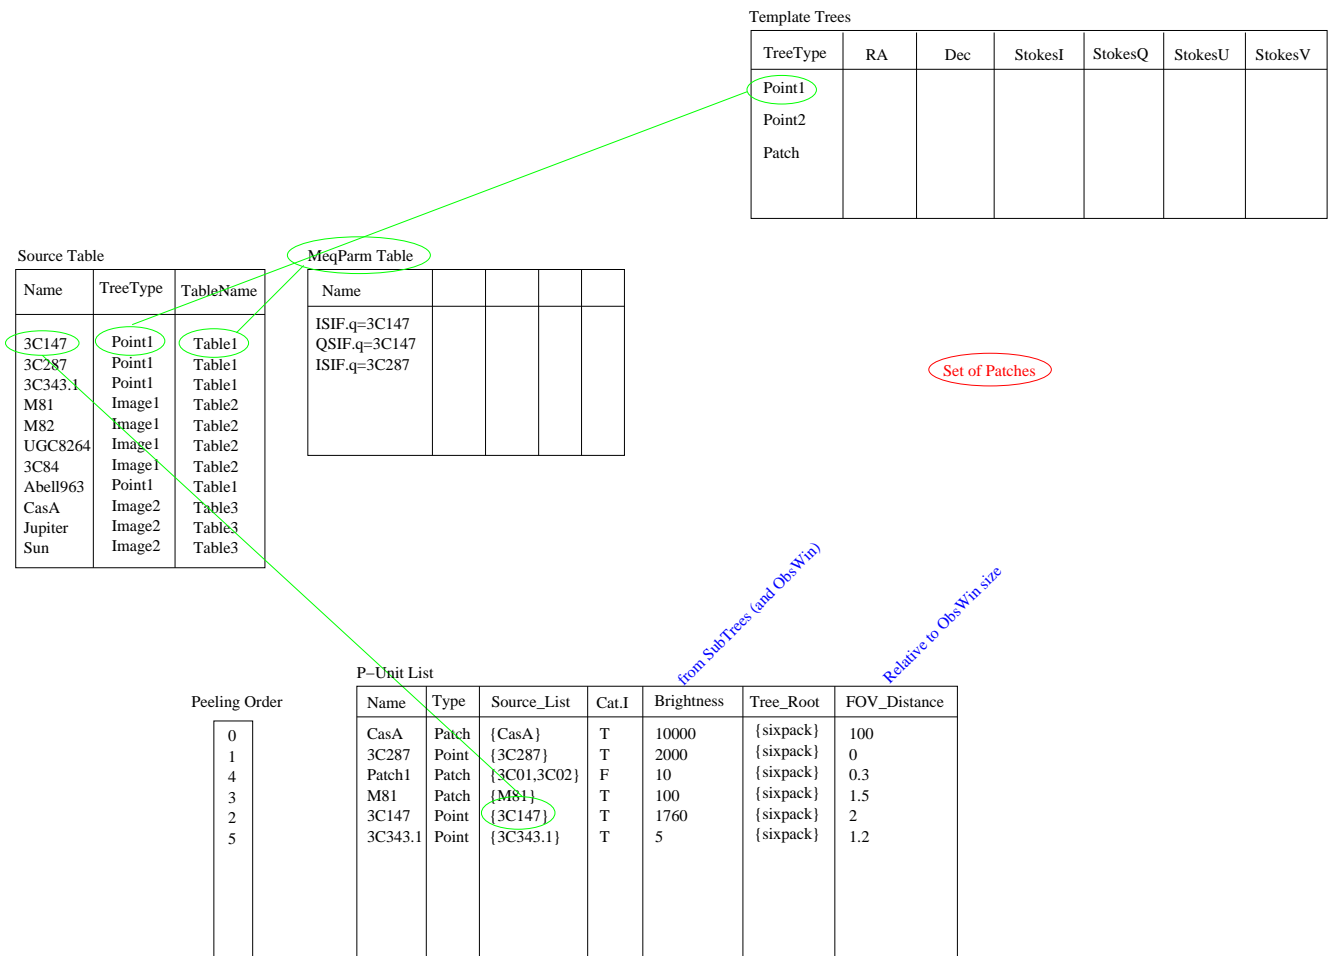 Template Trees
TreeType RA Dec StokesI StokesQ StokesU StokesV
Point1
Point2
Patch
Source Table
Name TreeType TableName
3C147 Point1 Table1
3C287 Point1 Table1
3C343.1 Point1 Table1
M81 Image1 Table2
M82 Image1 Table2
UGC8264 Image1 Table2
3C84 Image1 Table2
Abell963 Point1 Table1
CasA Image2 Table3
Jupiter Image2 Table3
Sun Image2 Table3
MeqParm Table
Name
ISIF.q=3C147
QSIF.q=3C147
ISIF.q=3C287
Set of Patches
from SubTrees (and ObsWin)
Relative to ObsWin size
Peeling Order
0
1
4
3
2
5
P−Unit List
Name Type Source_List Cat.I Brightness Tree_Root FOV_Distance
CasA Patch {CasA} T 10000 {sixpack} 100
3C287 Point {3C287} T 2000 {sixpack} 0
Patch1 Patch {3C01,3C02} F 10 {sixpack} 0.3
M81 Patch {M81} T 100 {sixpack} 1.5
3C147 Point {3C147} T 1760 {sixpack} 2
3C343.1 Point {3C343.1} T 5 {sixpack} 1.2